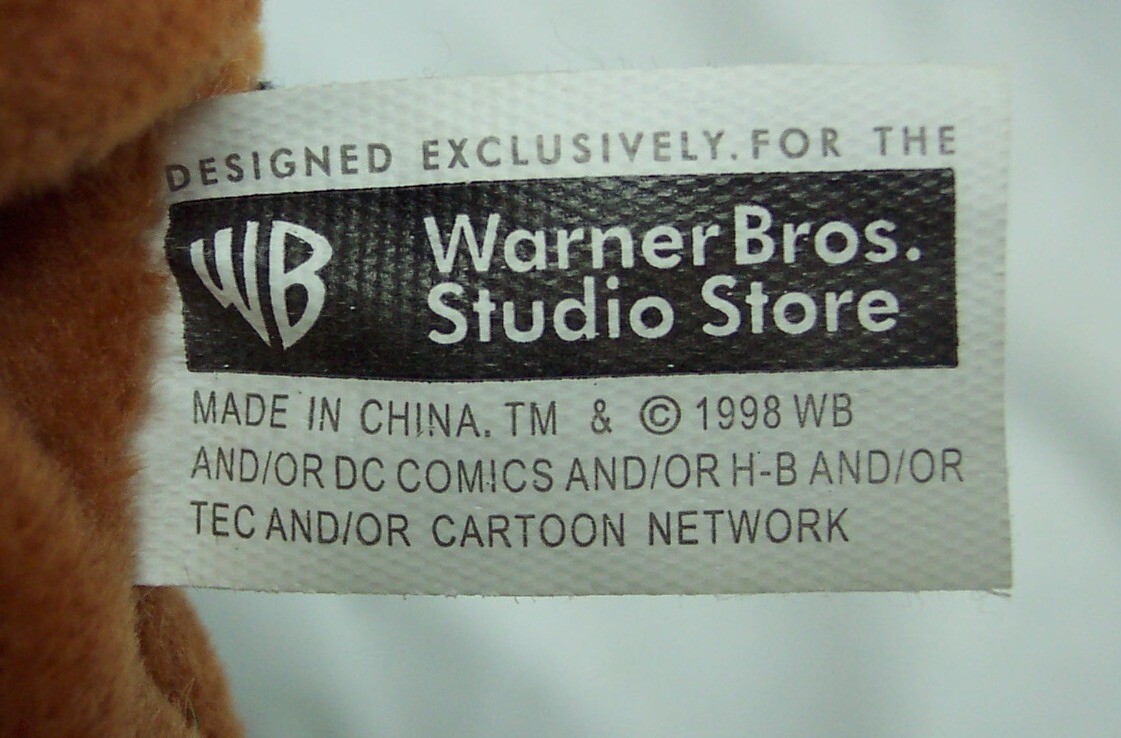 DESIGNED EXCLUSIVELY. FOR THE
WB Warner Bros.
Studio Store
MADE IN CHINA. TM & © 1998 WB
AND/OR DC COMICS AND/OR H-B AND/OR
TEC AND/OR CARTOON NETWORK